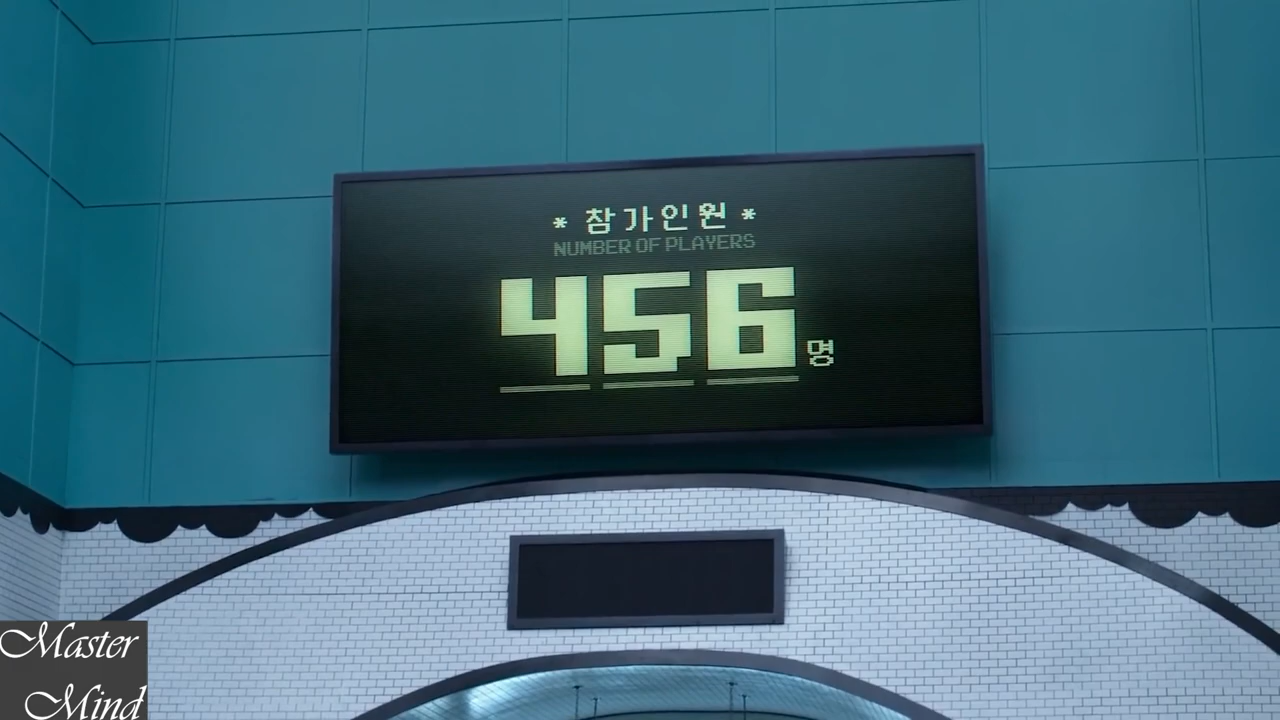 * 참가인원 *
NUMBER OF PLAYERS
456명
Master
Mind